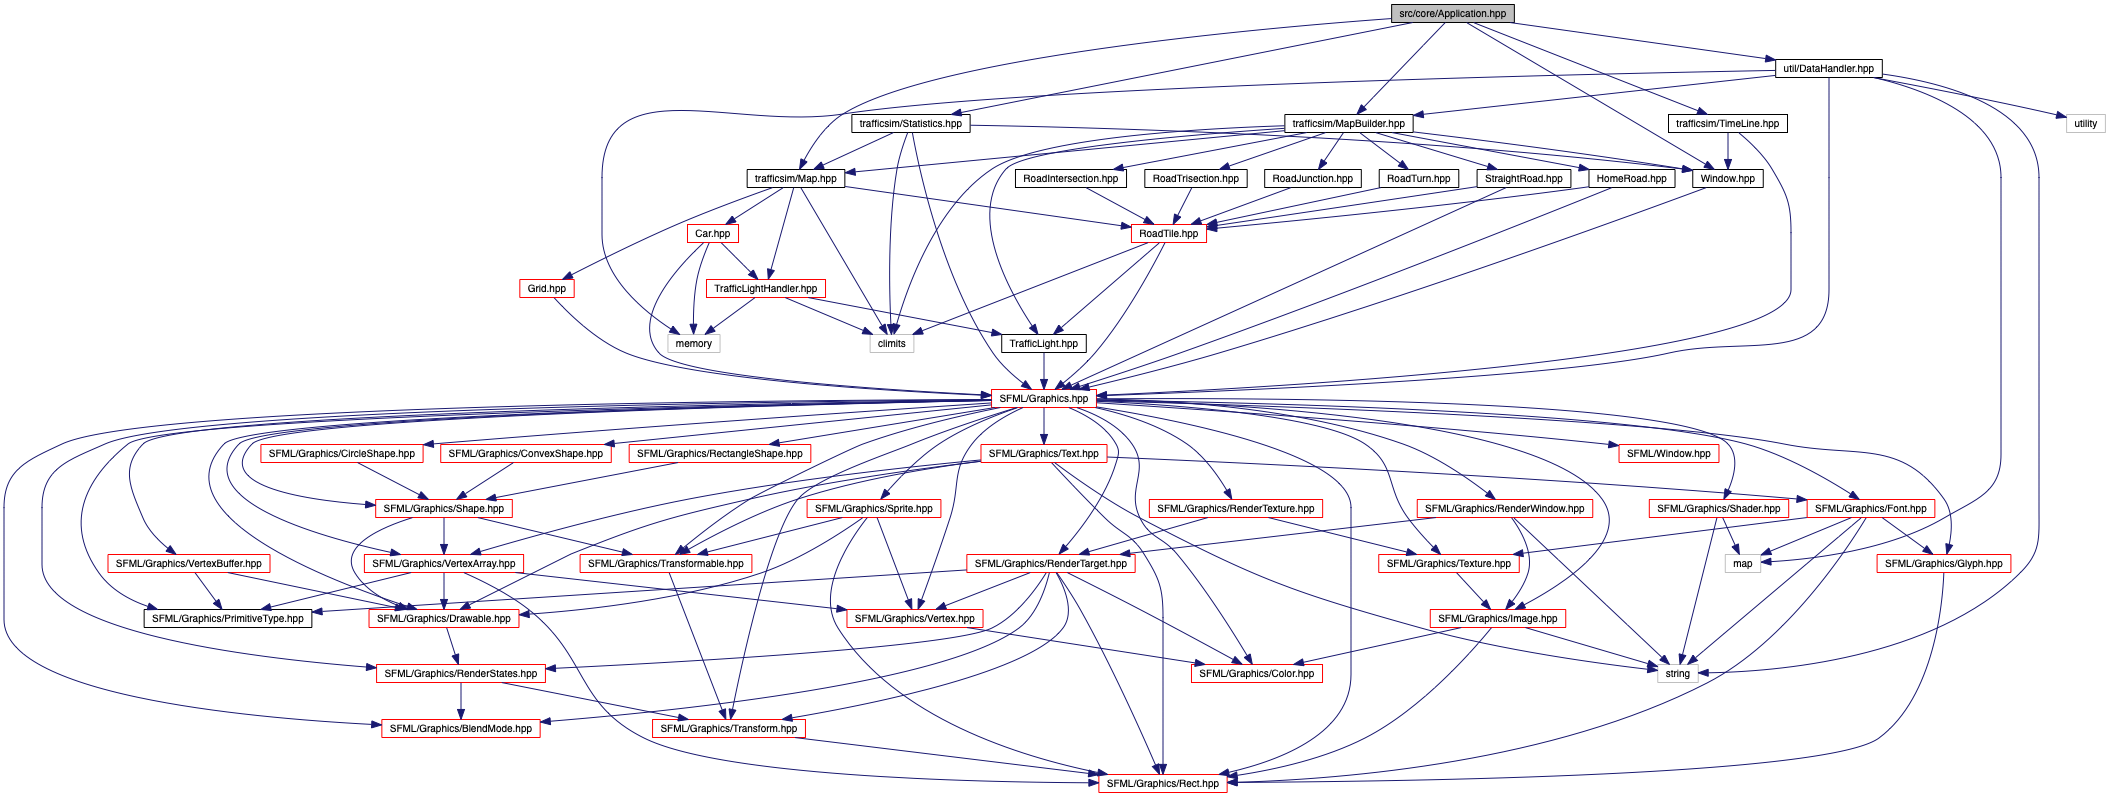 src/core/Application.hpp
util/DataHandler.hpp
trafficsim/Statistics.hpp
trafficsim/MapBuilder.hpp
trafficsim/TimeLine.hpp
utility
trafficsim/Map.hpp
RoadIntersection.hpp
RoadTrisection.hpp
RoadJunction.hpp
RoadTurn.hpp
StraightRoad.hpp
HomeRoad.hpp
Window.hpp
Car.hpp
RoadTile.hpp
Grid.hpp
TrafficLightHandler.hpp
memory
climits
TrafficLight.hpp
SFML/Graphics.hpp
SFML/Graphics/CircleShape.hpp
SFML/Graphics/ConvexShape.hpp
SFML/Graphics/RectangleShape.hpp
SFML/Graphics/Text.hpp
SFML/Window.hpp
SFML/Graphics/Shape.hpp
SFML/Graphics/Sprite.hpp
SFML/Graphics/RenderTexture.hpp
SFML/Graphics/RenderWindow.hpp
SFML/Graphics/Shader.hpp
SFML/Graphics/Font.hpp
SFML/Graphics/VertexBuffer.hpp
SFML/Graphics/VertexArray.hpp
SFML/Graphics/Transformable.hpp
SFML/Graphics/RenderTarget.hpp
SFML/Graphics/Texture.hpp
map
SFML/Graphics/Glyph.hpp
SFML/Graphics/PrimitiveType.hpp
SFML/Graphics/Drawable.hpp
SFML/Graphics/Vertex.hpp
SFML/Graphics/Image.hpp
SFML/Graphics/RenderStates.hpp
SFML/Graphics/Color.hpp
string
SFML/Graphics/BlendMode.hpp
SFML/Graphics/Transform.hpp
SFML/Graphics/Rect.hpp